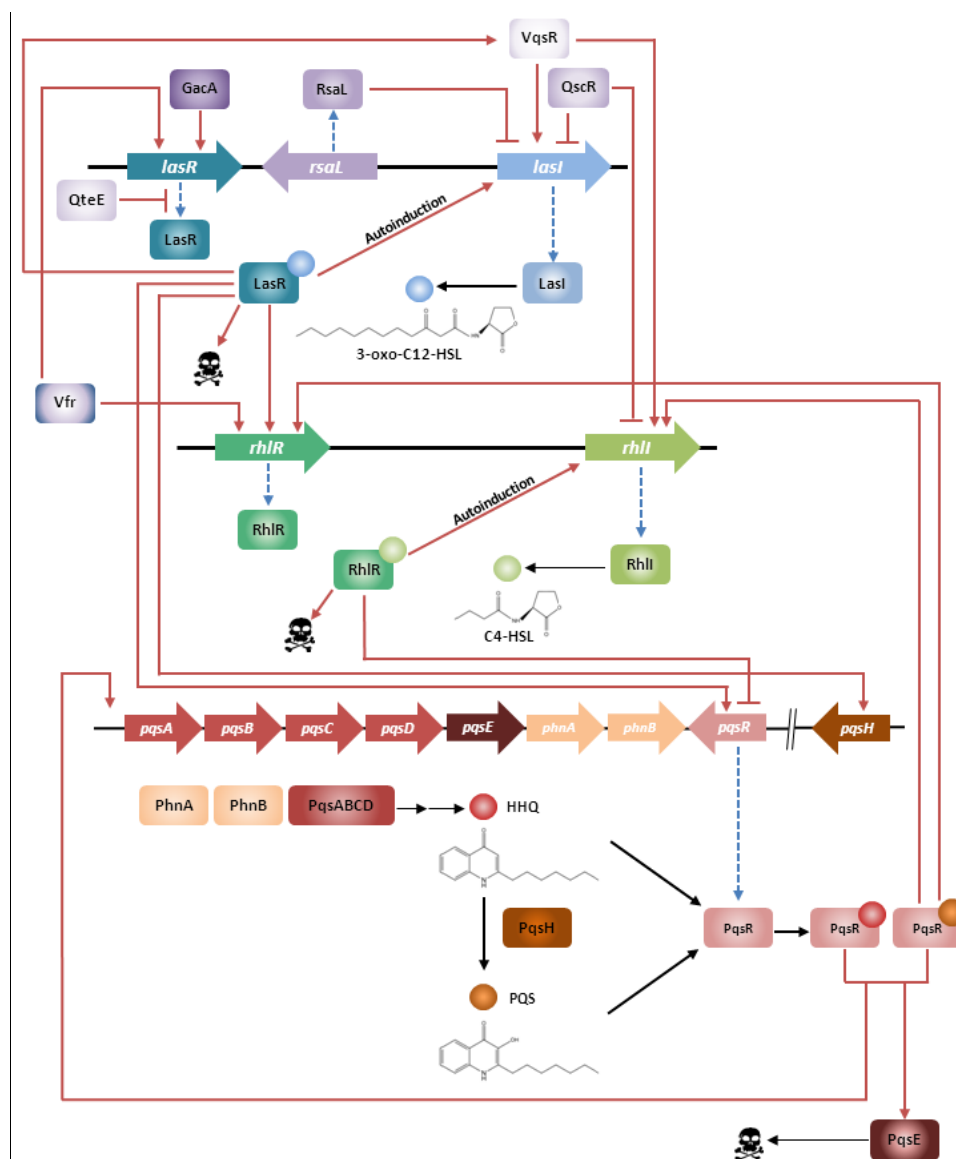 VqsR
GacA
RsaL
QscR
lasR
rsaL
lasI
QteE
LasR
Autoinduction
LasR
LasI
3-oxo-C12-HSL
Vfr
rhlR
rhlI
Autoinduction
RhlR
RhlR
RhlI
C4-HSL
pqsA
pqsB
pqsC
pqsD
pqsE
phnA
phnB
pqsR
pqsH
PhnA
PhnB
PqsABCD
HHQ
O
N
H
PqsH
PqsR
PqsR
PqsR
PQS
O
OH
N
H
PqsE